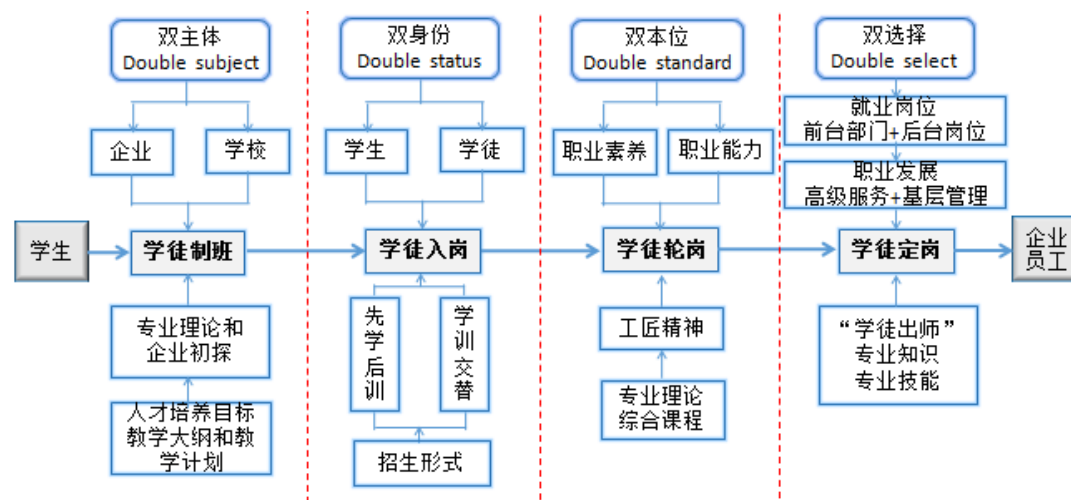 双主体
Double subject
双身份
Double status
双本位
Double standard
双选择
Double select
企业
学校
学生
学徒
职业素养
职业能力
就业岗位
前台部门+后台岗位
职业发展
高级服务+基层管理
学生
学徒制班
学徒入岗
学徒轮岗
学徒定岗
企业
员工
专业理论和
企业初探
人才培养目标
教学大纲和教
学计划
先学后训
学训交替
招生形式
工匠精神
专业理论
综合课程
“学徒出师”
专业知识
专业技能